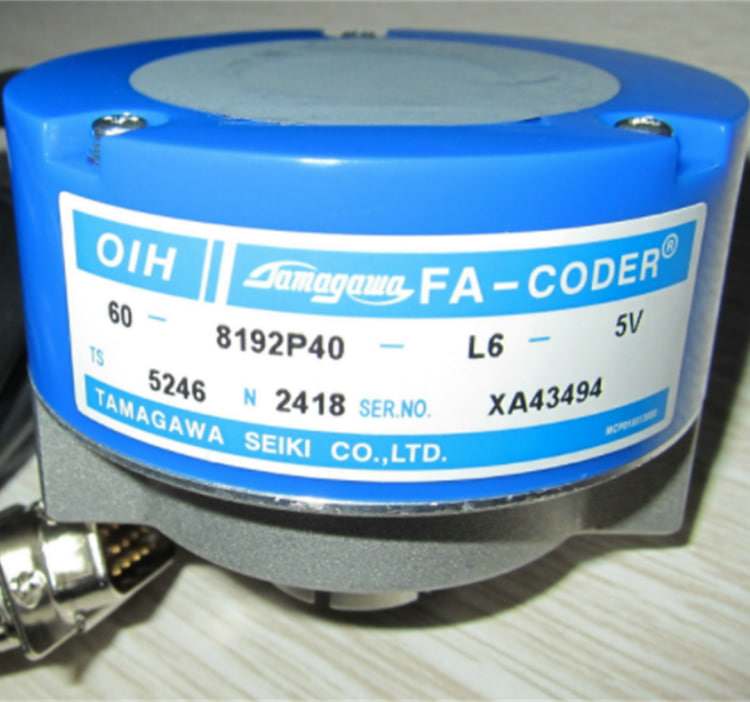 OIH Tamagawa FA-CODER®
60 - 8192P40 - L6 - 5V
TS 5246 N 2418 SER.NO. XA43494
TAMAGAWA SEIKI CO.,LTD.